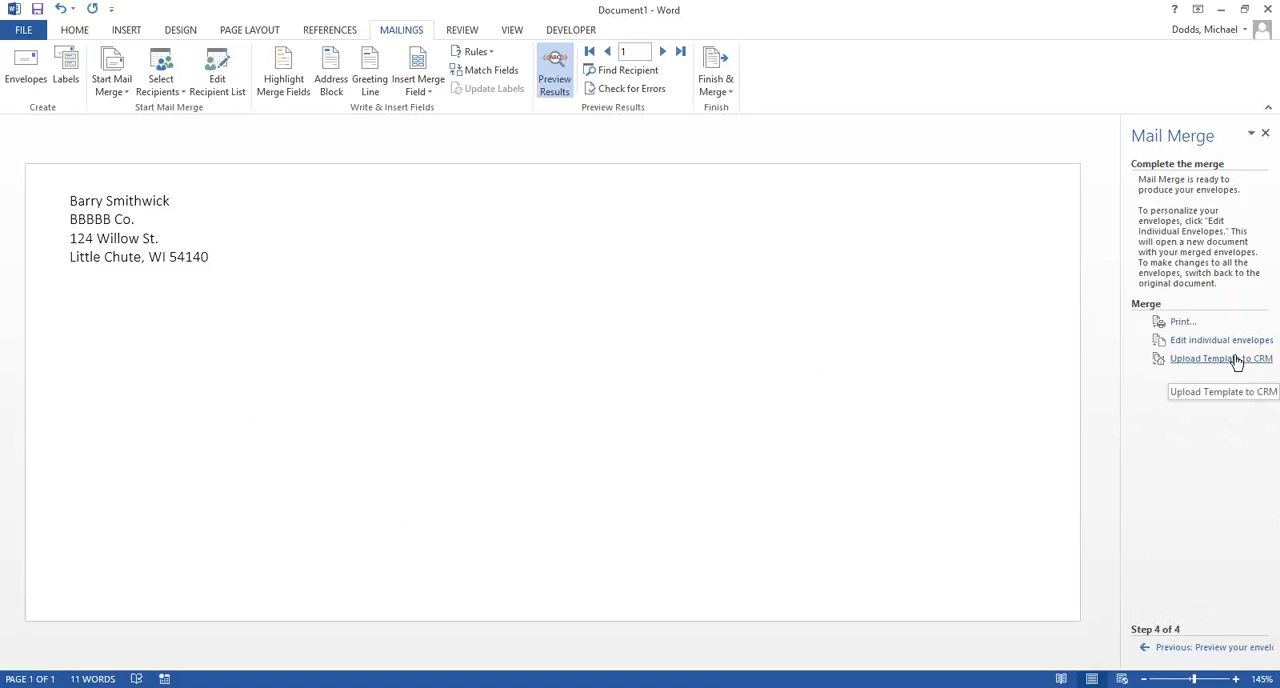 Document1 - Word
?
FILE HOME INSERT DESIGN PAGE LAYOUT REFERENCES MAILINGS REVIEW VIEW DEVELOPER
Dodds, Michael
Envelopes
Labels
Create
Start Mail
Merge
Select
Recipients
Edit
Recipient List
Start Mail Merge
Highlight
Merge Fields
Address
Block
Greeting
Line
Insert Merge
Field
Rules
Match Fields
Update Labels
Write & Insert Fields
ABC
Preview
Results
1
Find Recipient
Check for Errors
Preview Results
Finish &
Merge
Finish
Barry Smithwick
BBBBB Co.
124 Willow St.
Little Chute, WI 54140
Mail Merge
Complete the merge
Mail Merge is ready to
produce your envelopes.
To personalize your
envelopes, click "Edit
Individual Envelopes." This
will open a new document
with your merged envelopes.
To make changes to all the
envelopes, switch back to the
original document.
Merge
Print...
Edit individual envelopes
Upload Template to CRM
Upload Template to CRM
Step 4 of 4
Previous: Preview your envel
PAGE 1 OF 1 11 WORDS
145%